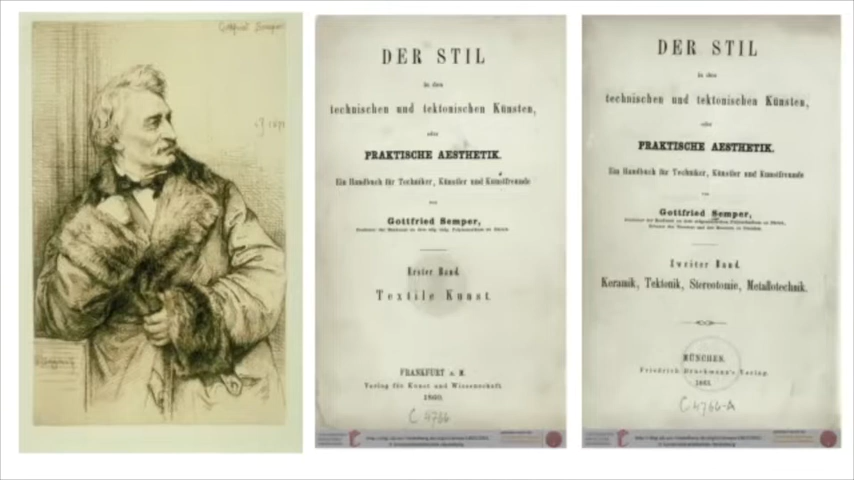 Gottfried Semper
DER STIL
in den
technischen und tektonischen Künsten,
oder
PRAKTISCHE AESTHETIK.
Ein Handbuch für Techniker, Künstler und Kunstfreunde
von
Gottfried Semper,
Erster Band.
Textile Kunst.
FRANKFURT a. M.
Verlag für Kunst und Wissenschaft
1860.
C 4766
DER STIL
in den
technischen und tektonischen Künsten,
oder
PRAKTISCHE AESTHETIK.
Ein Handbuch für Techniker, Künstler und Kunstfreunde
von
Gottfried Semper,
Zweiter Band.
Keramik, Tektonik, Stereotomie, Metallotechnik.
MÜNCHEN.
Friedrich Bruckmann's Verlag.
1863.
C 4766-A